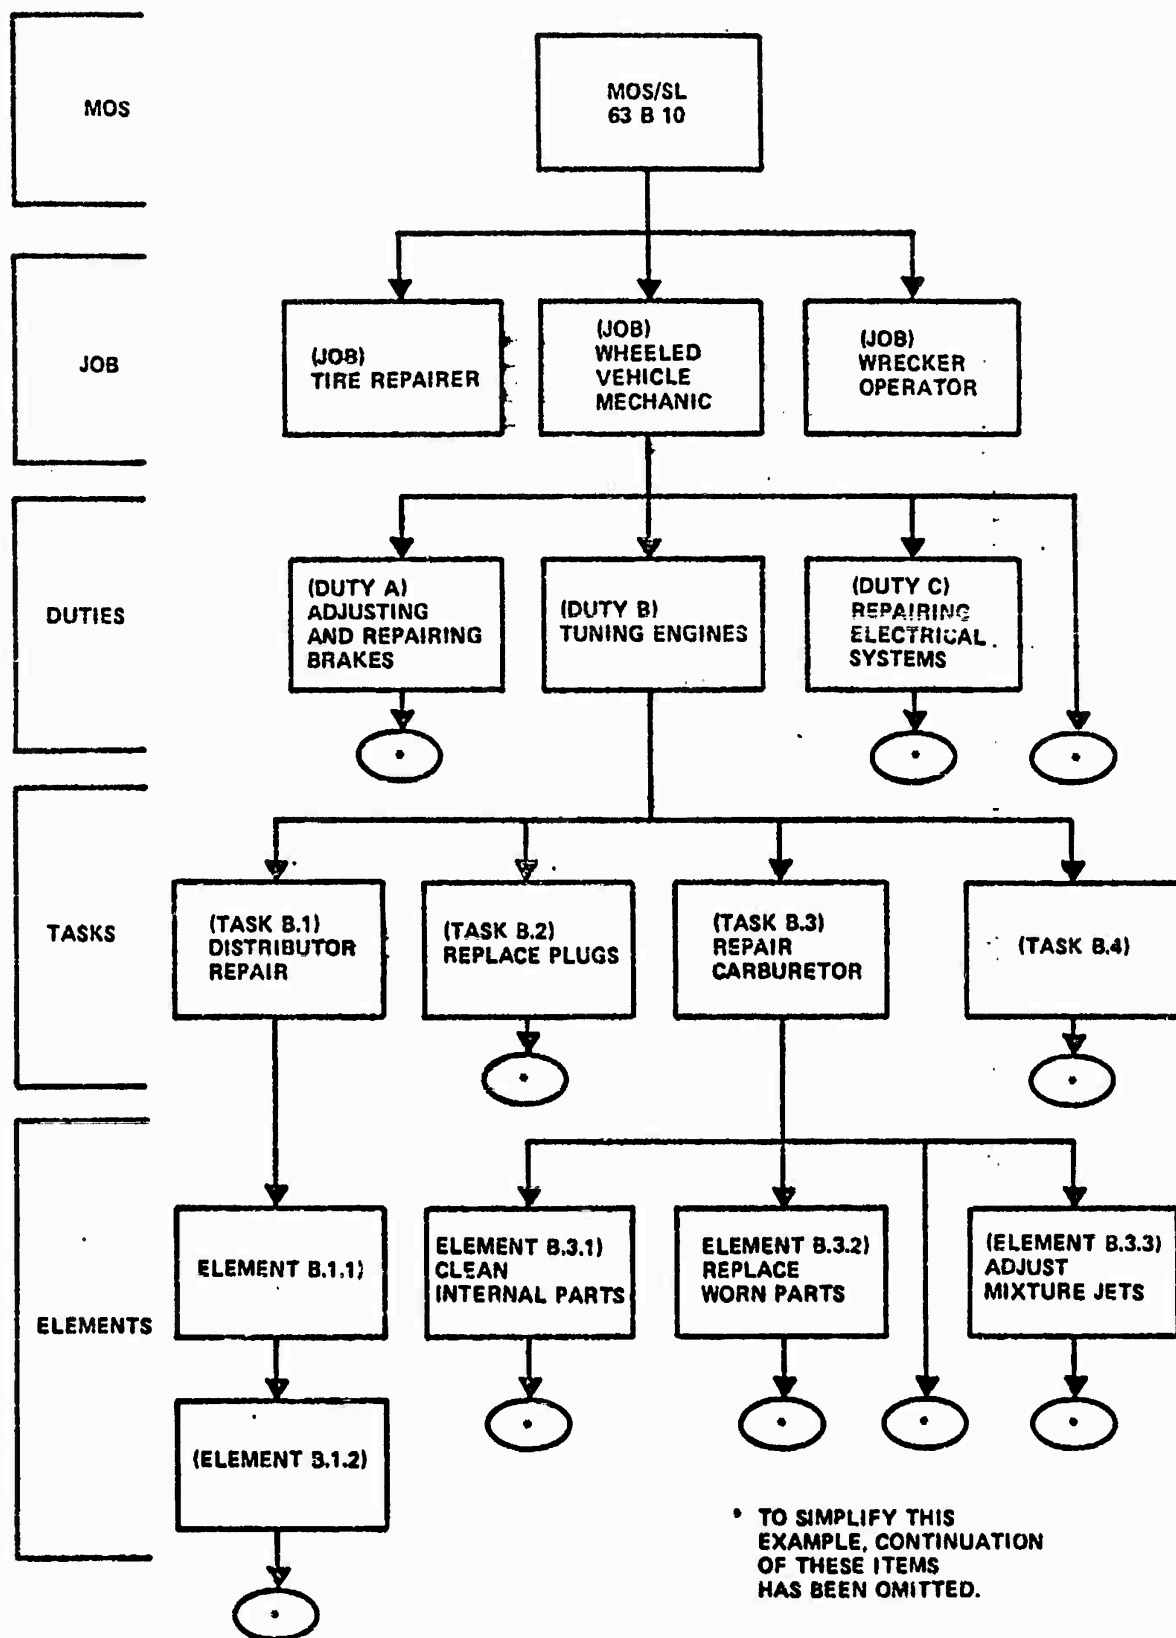 MOS
MOS/SL
63 B 10
JOB
(JOB)
TIRE REPAIRER
(JOB)
WHEELED
VEHICLE
MECHANIC
(JOB)
WRECKER
OPERATOR
DUTIES
(DUTY A)
ADJUSTING
AND REPAIRING
BRAKES
(DUTY B)
TUNING ENGINES
(DUTY C)
REPAIRING
ELECTRICAL
SYSTEMS
*
*
*
TASKS
(TASK B.1)
DISTRIBUTOR
REPAIR
(TASK B.2)
REPLACE PLUGS
(TASK B.3)
REPAIR
CARBURETOR
(TASK B.4)
*
*
ELEMENTS
ELEMENT B.1.1)
ELEMENT B.3.1)
CLEAN
INTERNAL PARTS
ELEMENT B.3.2)
REPLACE
WORN PARTS
(ELEMENT B.3.3)
ADJUST
MIXTURE JETS
*
*
*
*
(ELEMENT B.1.2)
*
* TO SIMPLIFY THIS
EXAMPLE, CONTINUATION
OF THESE ITEMS
HAS BEEN OMITTED.